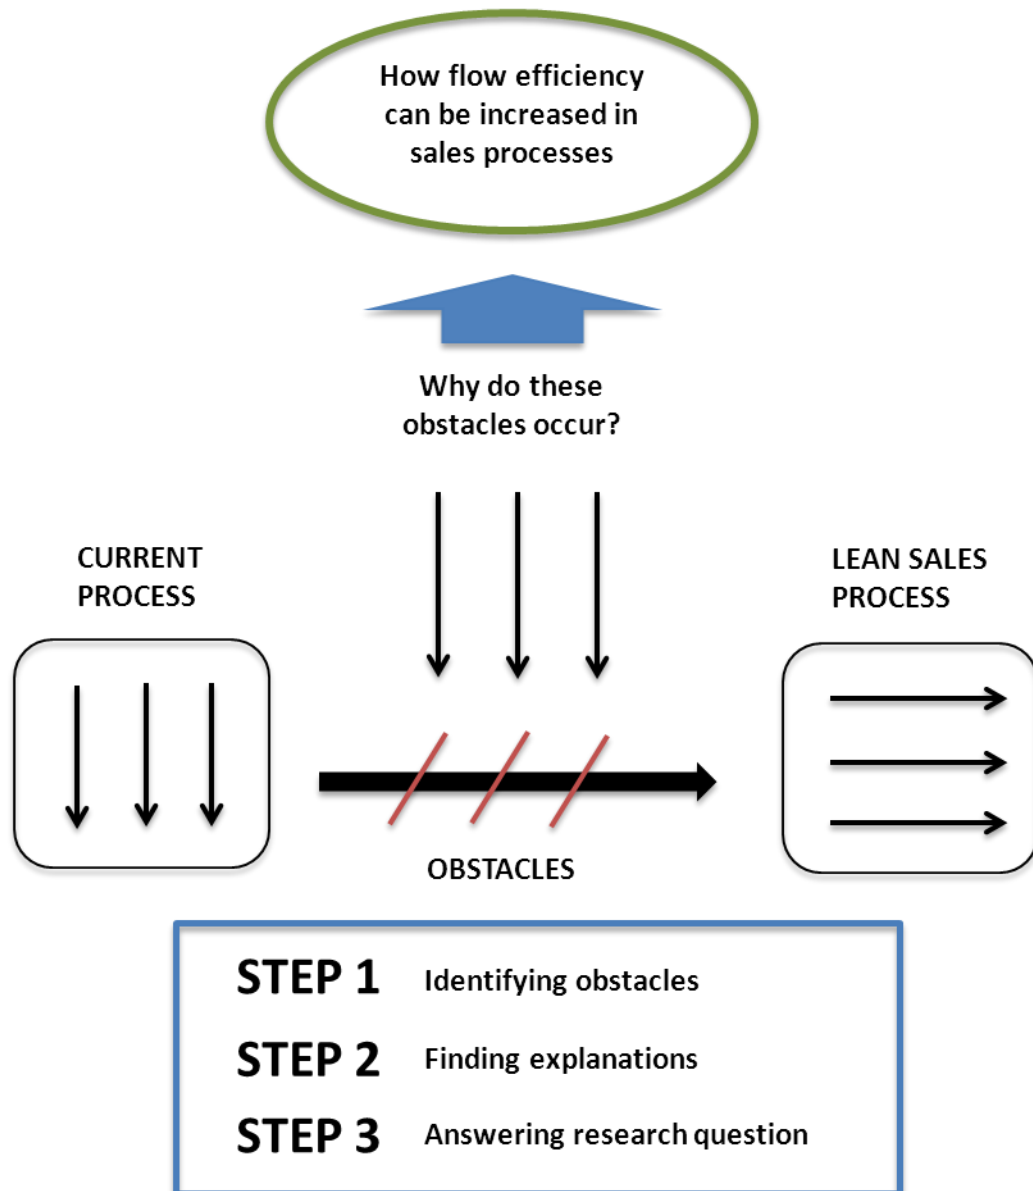 How flow efficiency
can be increased in
sales processes
Why do these
obstacles occur?
CURRENT
PROCESS
LEAN SALES
PROCESS
OBSTACLES
STEP 1 Identifying obstacles
STEP 2 Finding explanations
STEP 3 Answering research question